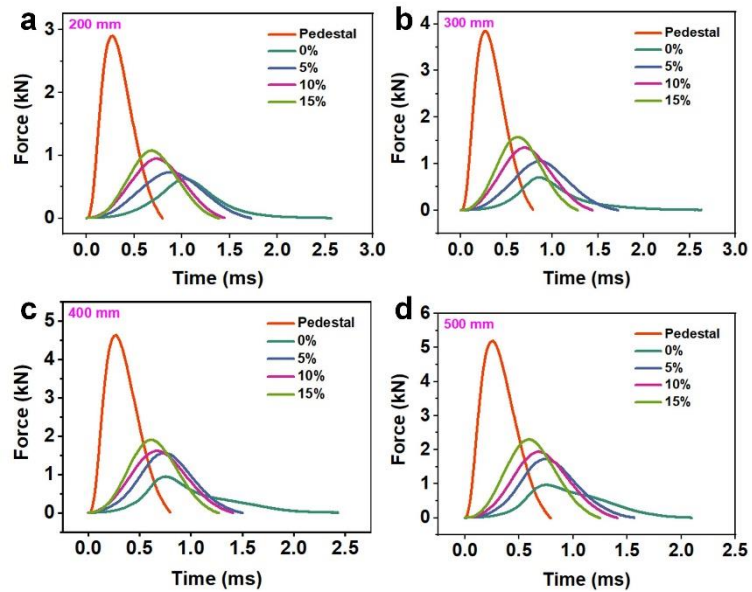 a
200 mm
Pedestal
0%
5%
10%
15%
Force (kN)
3
2
1
0
0.0 0.5 1.0 1.5 2.0 2.5 3.0
Time (ms)
b
300 mm
Pedestal
0%
5%
10%
15%
Force (kN)
4
3
2
1
0
0.0 0.5 1.0 1.5 2.0 2.5 3.0
Time (ms)
c
400 mm
Pedestal
0%
5%
10%
15%
Force (kN)
5
4
3
2
1
0
0.0 0.5 1.0 1.5 2.0 2.5
Time (ms)
d
500 mm
Pedestal
0%
5%
10%
15%
Force (kN)
6
5
4
3
2
1
0
0.0 0.5 1.0 1.5 2.0 2.5
Time (ms)